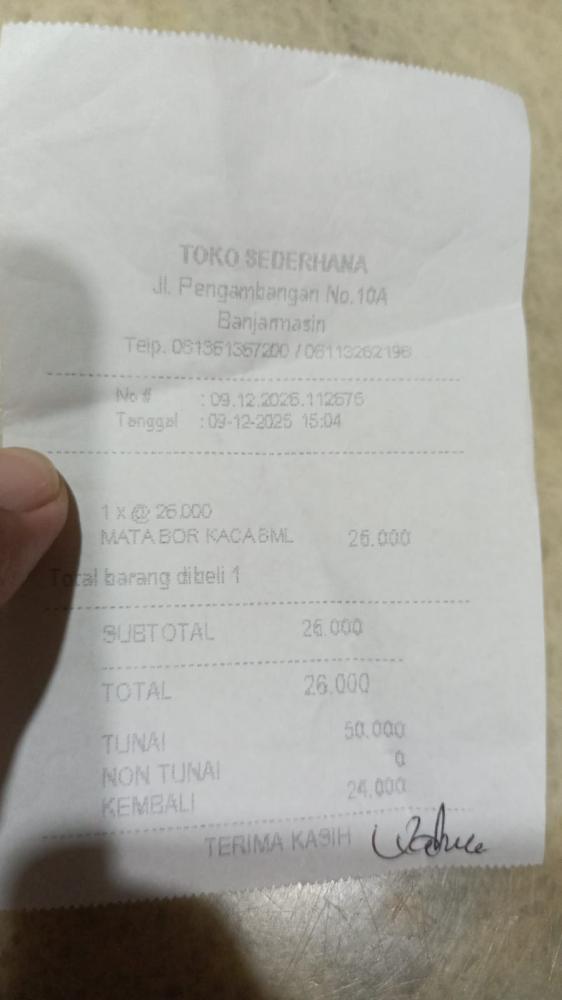 TOKO SEDERHANA
Jl. Pengambangan No.10A
Banjarmasin
Telp. 081351357200 / 08113262198
No # : 09.12.2025.112676
Tanggal : 09-12-2025 15:04
1 x @ 26.000
MATA BOR KACA 8ML 26.000
Total barang dibeli 1
SUBTOTAL 26.000
TOTAL 26.000
TUNAI 50.000
NON TUNAI 0
KEMBALI 24.000
TERIMA KASIH